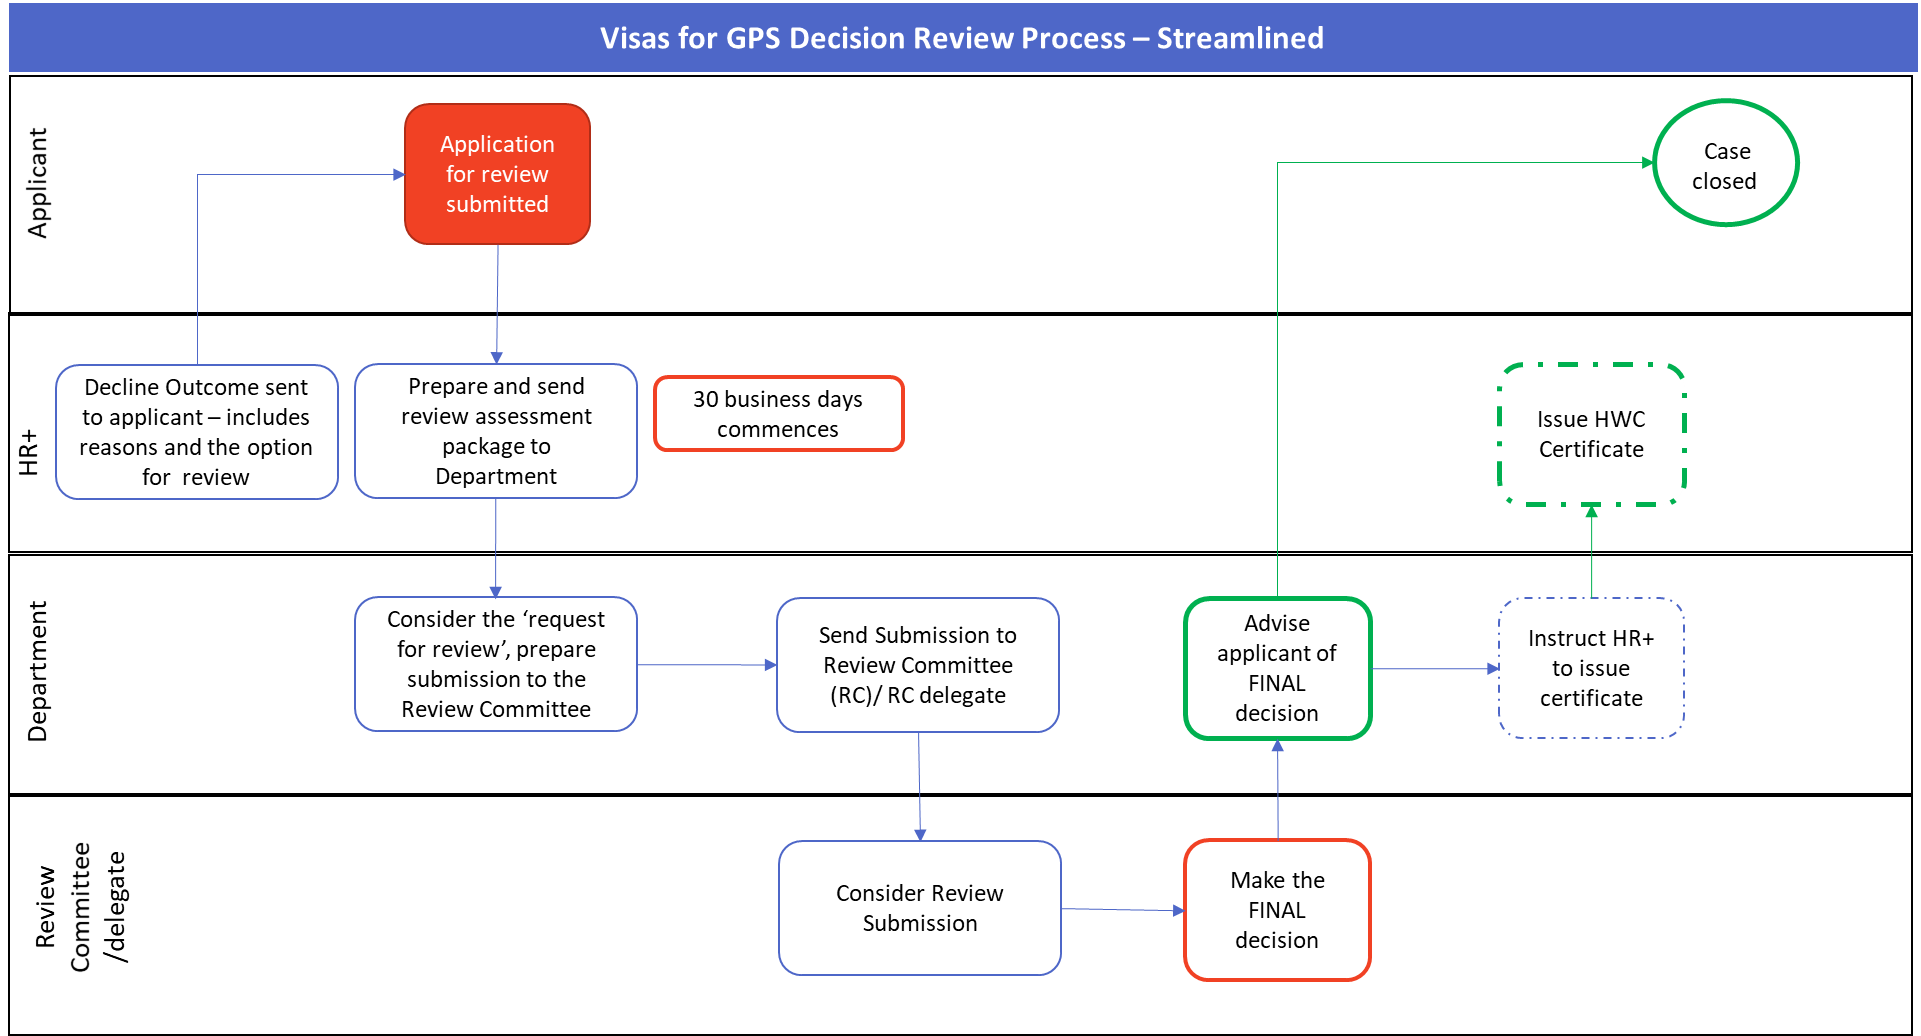 Visas for GPS Decision Review Process – Streamlined
Applicant
Application
for review
submitted
Case
closed
HR+
Decline Outcome sent
to applicant – includes
reasons and the option
for review
Prepare and send
review assessment
package to
Department
30 business days
commences
Issue HWC
Certificate
Department
Consider the ‘request
for review’, prepare
submission to the
Review Committee
Send Submission to
Review Committee
(RC)/ RC delegate
Advise
applicant of
FINAL
decision
Instruct HR+
to issue
certificate
Review
Committee
/delegate
Consider Review
Submission
Make the
FINAL
decision